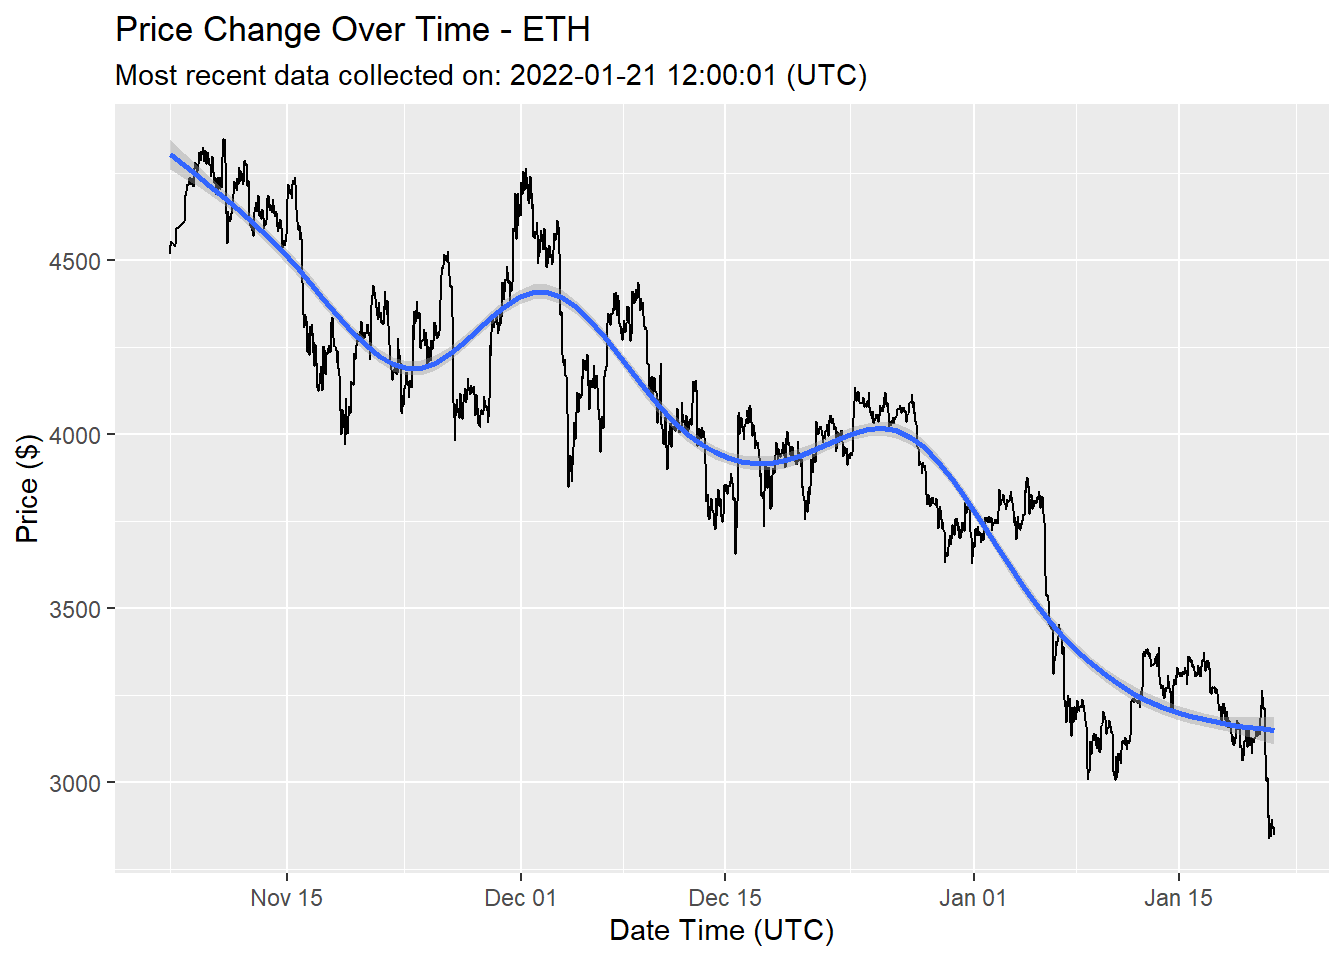 Price Change Over Time - ETH
Most recent data collected on: 2022-01-21 12:00:01 (UTC)
Price ($)
4500
4000
3500
3000
Nov 15
Dec 01
Dec 15
Jan 01
Jan 15
Date Time (UTC)